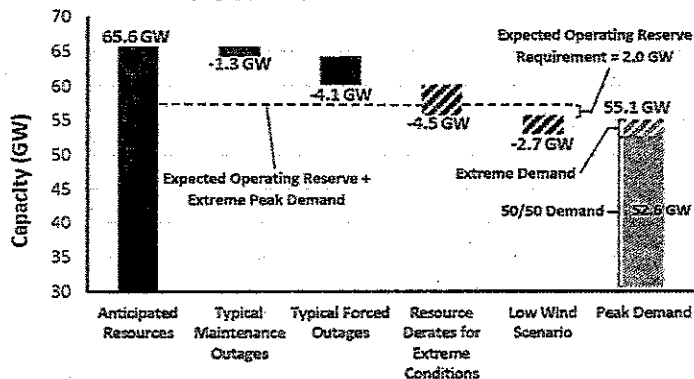 Capacity (GW)
70
65
60
55
50
45
40
35
30
65.6 GW
-1.3 GW
-4.1 GW
-4.5 GW
-2.7 GW
55.1 GW
Expected Operating Reserve
Requirement = 2.0 GW
Extreme Demand
50/50 Demand
52.6 GW
Expected Operating Reserve +
Extreme Peak Demand
Anticipated
Resources
Typical
Maintenance
Outages
Typical Forced
Outages
Resource
Derates for
Extreme
Conditions
Low Wind
Scenario
Peak Demand